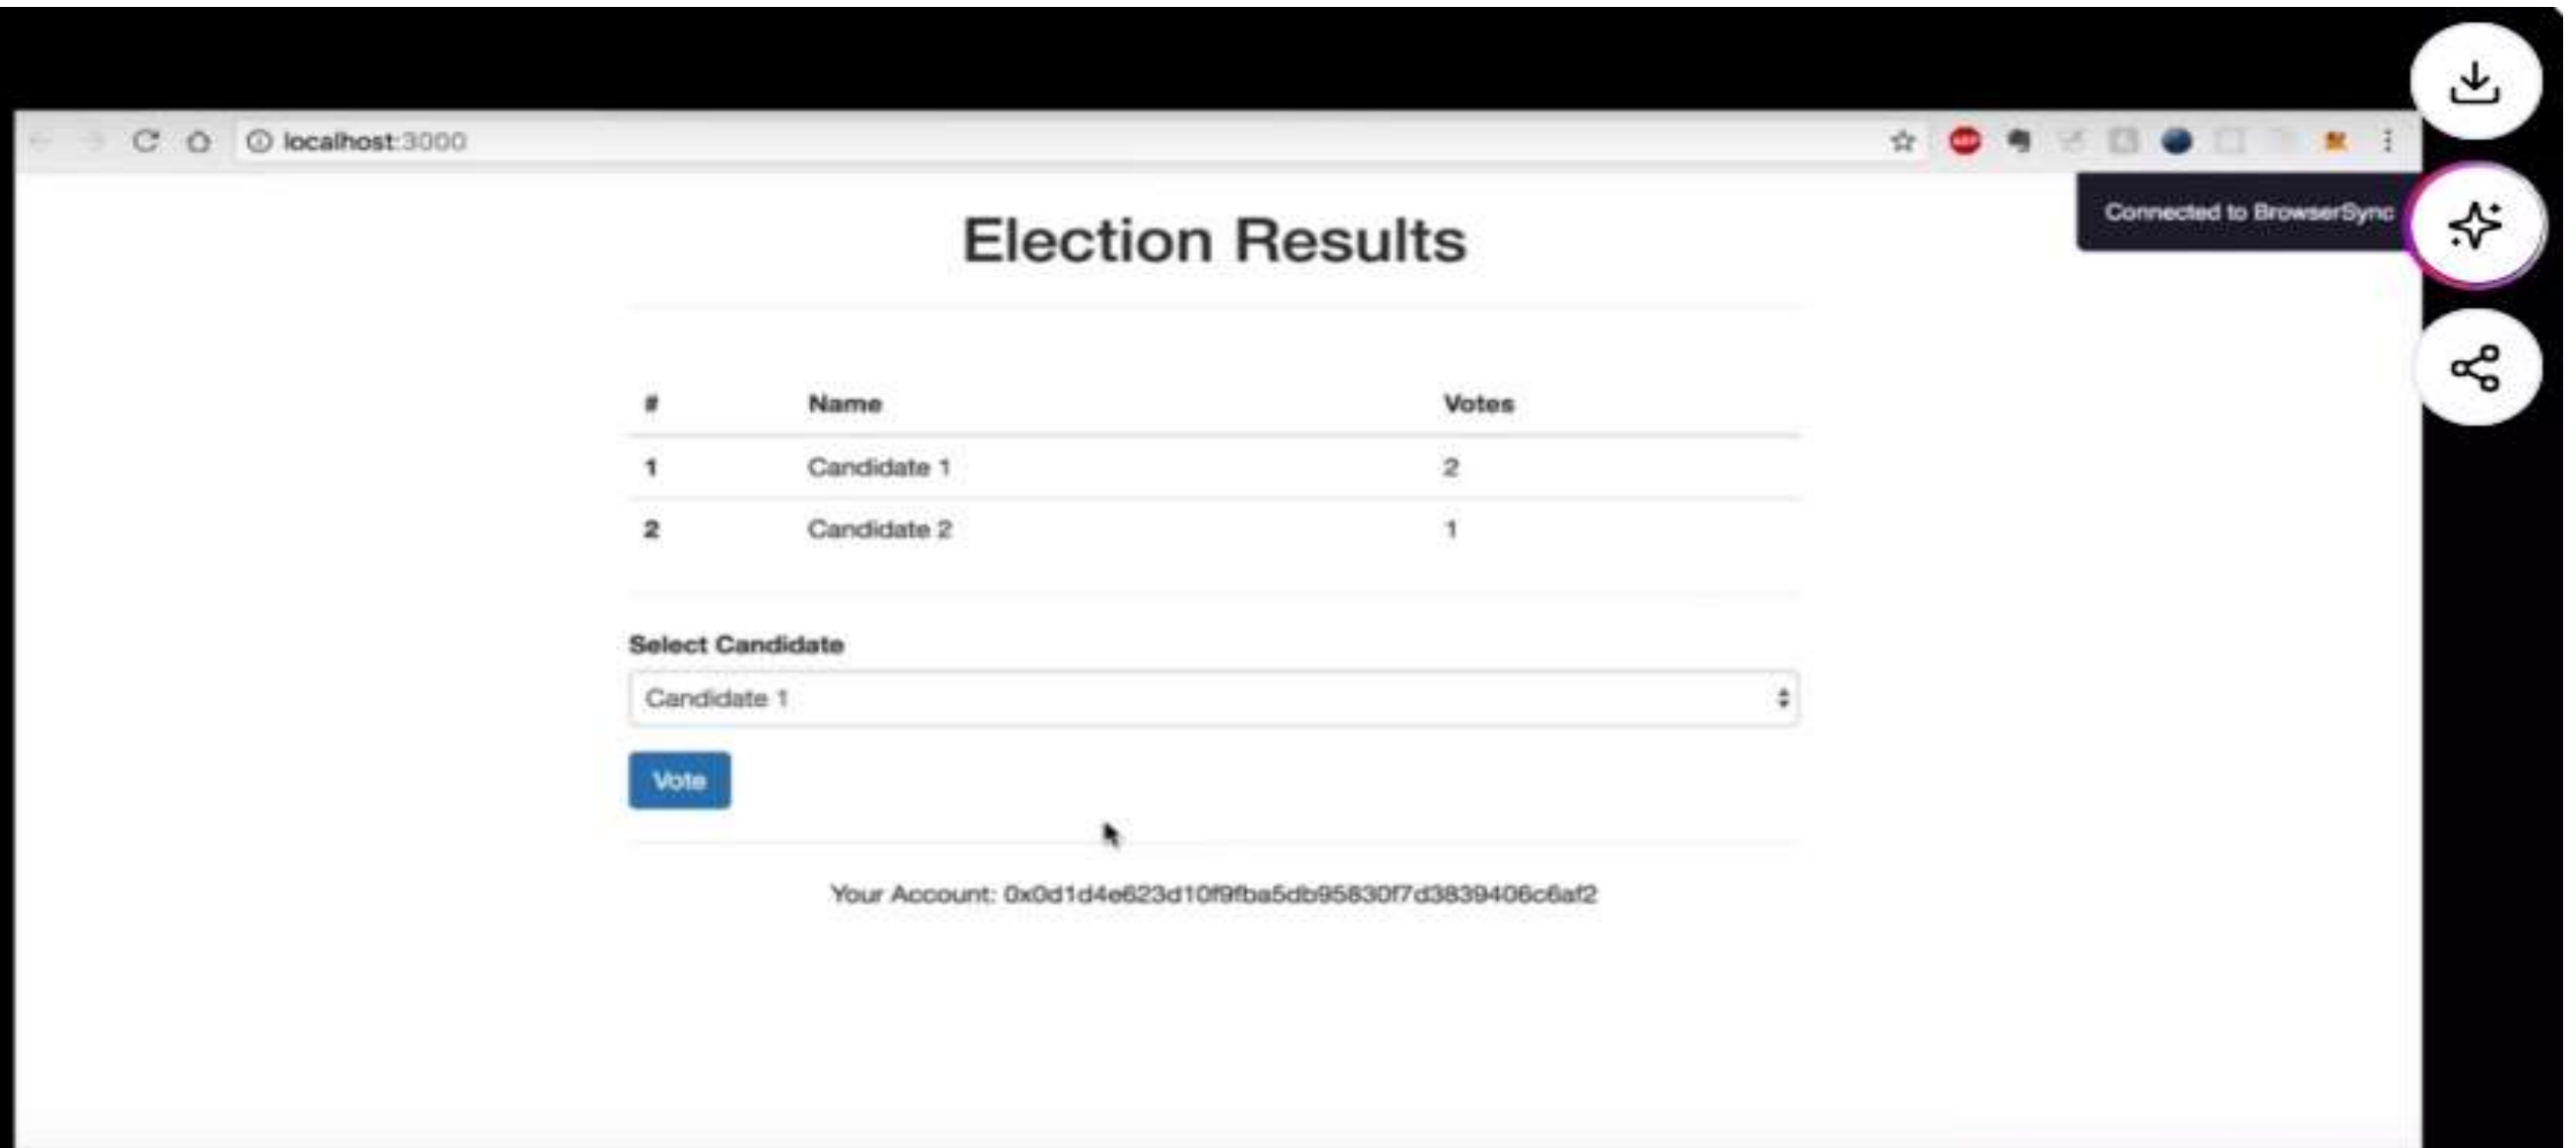 localhost:3000
Connected to BrowserSync
Election Results
# Name Votes
1 Candidate 1 2
2 Candidate 2 1
Select Candidate
Candidate 1
Vote
Your Account: 0x0d1d4e623d10f9fba5db95830f7d3839406c6af2